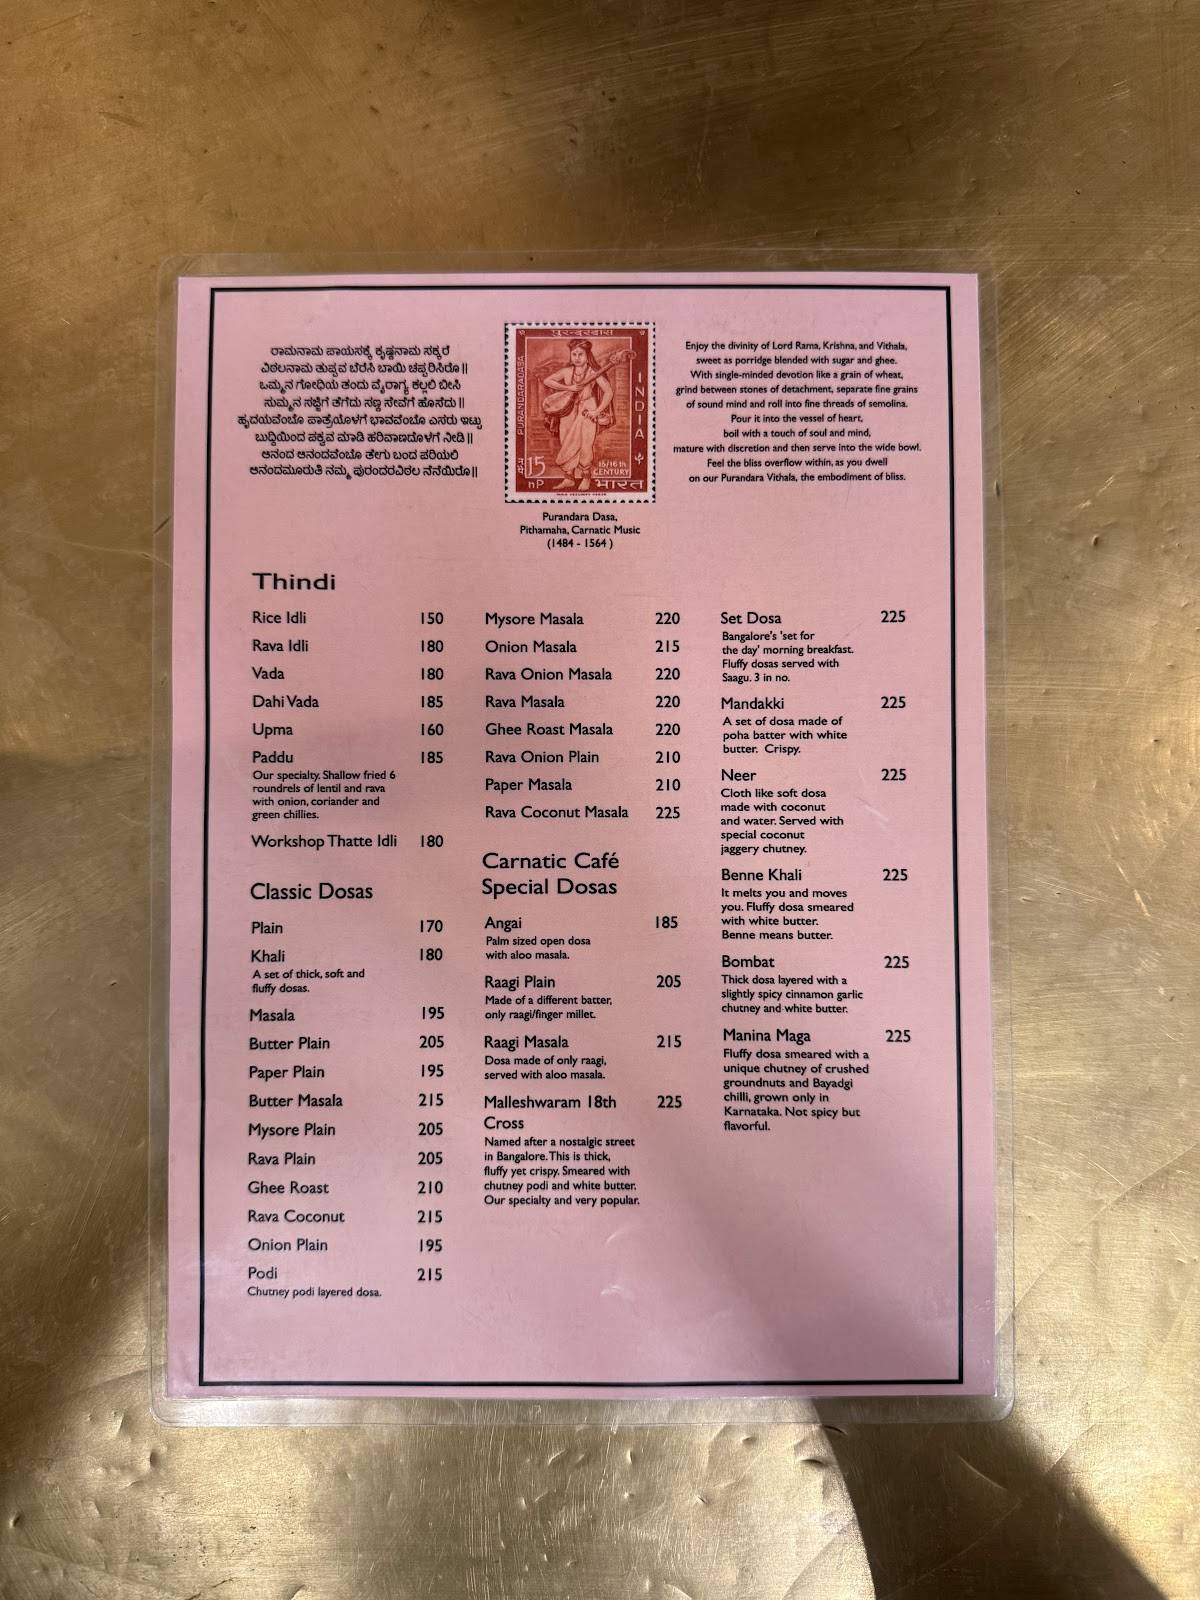 ರಾಮನಾಮ ಪಾಯಸಕ್ಕೆ ಕೃಷ್ಣನಾಮ ಸಕ್ಕರೆ
ವಿಠಲನಾಮ ತುಪ್ಪವ ಬೆರೆಸಿ ಬಾಯಿ ಚಪ್ಪರಿಸಿರೊ||
ಒಮ್ಮನ ಗೋಧಿಯ ತಂದು ವೈರಾಗ್ಯ ಕಲ್ಲಲಿ ಬೀಸಿ
ಸುಮ್ಮನ ಸಜ್ಜಿಗೆ ತೆಗೆದು ಸಣ್ಣ ಸೇವೆಗೆ ಹೊಸೆದು||
ಹೃದಯವೆಂಬೊ ಪಾತ್ರೆಯೊಳಗೆ ಭಾವವೆಂಬೊ ಎಸರು ಇಟ್ಟು
ಬುದ್ಧಿಯಿಂದ ಪಕ್ವವ ಮಾಡಿ ಹರಿವಾಣದೊಳಗೆ ನೀಡಿ||
ಆನಂದ ಆನಂದವೆಂಬೊ ತೇಗು ಬಂದ ಪರಿಯಲಿ
ಆನಂದಮೂರುತಿ ನಮ್ಮ ಪುರಂದರವಿಠಲ ನೆನೆಯಿರೊ||
पुरन्दरदास
PURANDARADASA
INDIA
15
nP
15/16 th
CENTURY
भारत
Purandara Dasa,
Pithamaha, Carnatic Music
(1484 - 1564 )
Enjoy the divinity of Lord Rama, Krishna, and Vithala,
sweet as porridge blended with sugar and ghee.
With single-minded devotion like a grain of wheat,
grind between stones of detachment, separate fine grains
of sound mind and roll into fine threads of semolina.
Pour it into the vessel of heart,
boil with a touch of soul and mind,
mature with discretion and then serve into the wide bowl.
Feel the bliss overflow within, as you dwell
on our Purandara Vithala, the embodiment of bliss.
Thindi
Rice Idli 150
Rava Idli 180
Vada 180
Dahi Vada 185
Upma 160
Paddu 185
Our specialty. Shallow fried 6
roundrels of lentil and rava
with onion, coriander and
green chillies.
Workshop Thatte Idli 180
Classic Dosas
Plain 170
Khali 180
A set of thick, soft and
fluffy dosas.
Masala 195
Butter Plain 205
Paper Plain 195
Butter Masala 215
Mysore Plain 205
Rava Plain 205
Ghee Roast 210
Rava Coconut 215
Onion Plain 195
Podi 215
Chutney podi layered dosa.
Mysore Masala 220
Onion Masala 215
Rava Onion Masala 220
Rava Masala 220
Ghee Roast Masala 220
Rava Onion Plain 210
Paper Masala 210
Rava Coconut Masala 225
Carnatic Café
Special Dosas
Angai 185
Palm sized open dosa
with aloo masala.
Raagi Plain 205
Made of a different batter,
only raagi/finger millet.
Raagi Masala 215
Dosa made of only raagi,
served with aloo masala.
Malleshwaram 18th 225
Cross
Named after a nostalgic street
in Bangalore. This is thick,
fluffy yet crispy. Smeared with
chutney podi and white butter.
Our specialty and very popular.
Set Dosa 225
Bangalore's 'set for
the day' morning breakfast.
Fluffy dosas served with
Saagu. 3 in no.
Mandakki 225
A set of dosa made of
poha batter with white
butter. Crispy.
Neer 225
Cloth like soft dosa
made with coconut
and water. Served with
special coconut
jaggery chutney.
Benne Khali 225
It melts you and moves
you. Fluffy dosa smeared
with white butter.
Benne means butter.
Bombat 225
Thick dosa layered with a
slightly spicy cinnamon garlic
chutney and white butter.
Manina Maga 225
Fluffy dosa smeared with a
unique chutney of crushed
groundnuts and Bayadgi
chilli, grown only in
Karnataka. Not spicy but
flavorful.